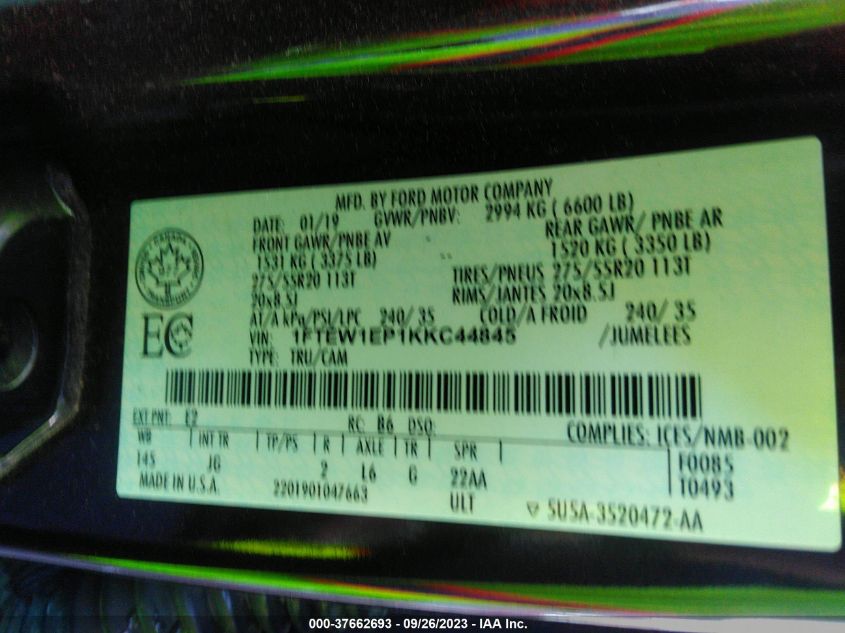 MFD. BY FORD MOTOR COMPANY
DATE: 01/19 GVWR/PNBV: 2994 KG ( 6600 LB)
FRONT GAWR/PNBE AV REAR GAWR/ PNBE AR
1531 KG ( 3375 LB) 1520 KG ( 3350 LB)
275/55R20 113T TIRES/PNEUS 275/55R20 113T
20x8.5J RIMS/JANTES 20x8.5J
AT/A kPa/PSI/LPC 240/ 35 COLD/A FROID 240/ 35
VIN: 1FTEW1EP1KKC44845 /JUMELEES
TYPE: TRU/CAM
CANADA
TRANSPORT
EC
EXT PNT: E2 RC: B6 DSO:
COMPLIES: ICES/NMB-002
WB INT TR TP/PS R AXLE TR SPR
145 JG 2 L6 G 22AA
F0085
T0493
MADE IN U.S.A. 2201901047663 ULT
▽ 5U5A-3520472-AA
000-37662693 - 09/26/2023 - IAA Inc.